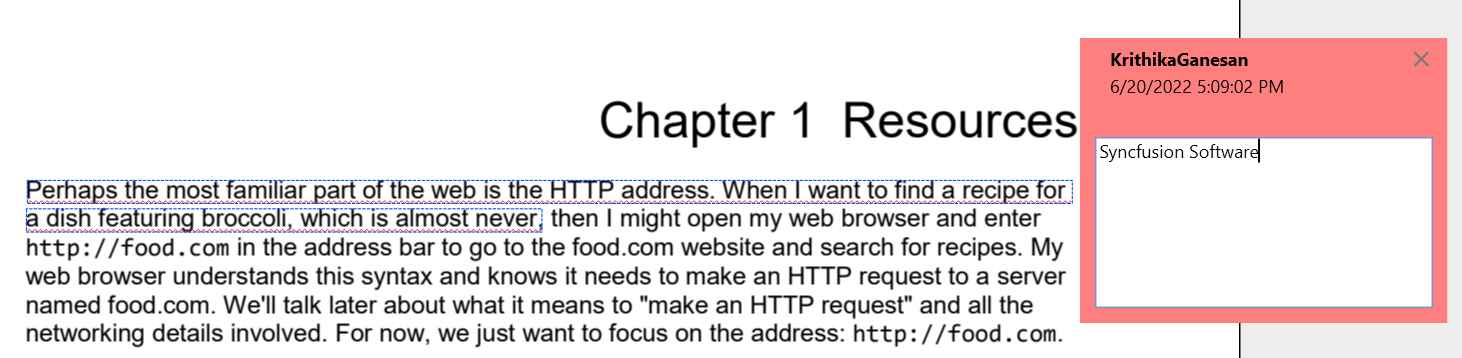 KrithikaGanesan
6/20/2022 5:09:02 PM
Syncfusion Software
Chapter 1  Resources
Perhaps the most familiar part of the web is the HTTP address. When I want to find a recipe for
a dish featuring broccoli, which is almost never, then I might open my web browser and enter
http://food.com in the address bar to go to the food.com website and search for recipes. My
web browser understands this syntax and knows it needs to make an HTTP request to a server
named food.com. We'll talk later about what it means to "make an HTTP request" and all the
networking details involved. For now, we just want to focus on the address: http://food.com.